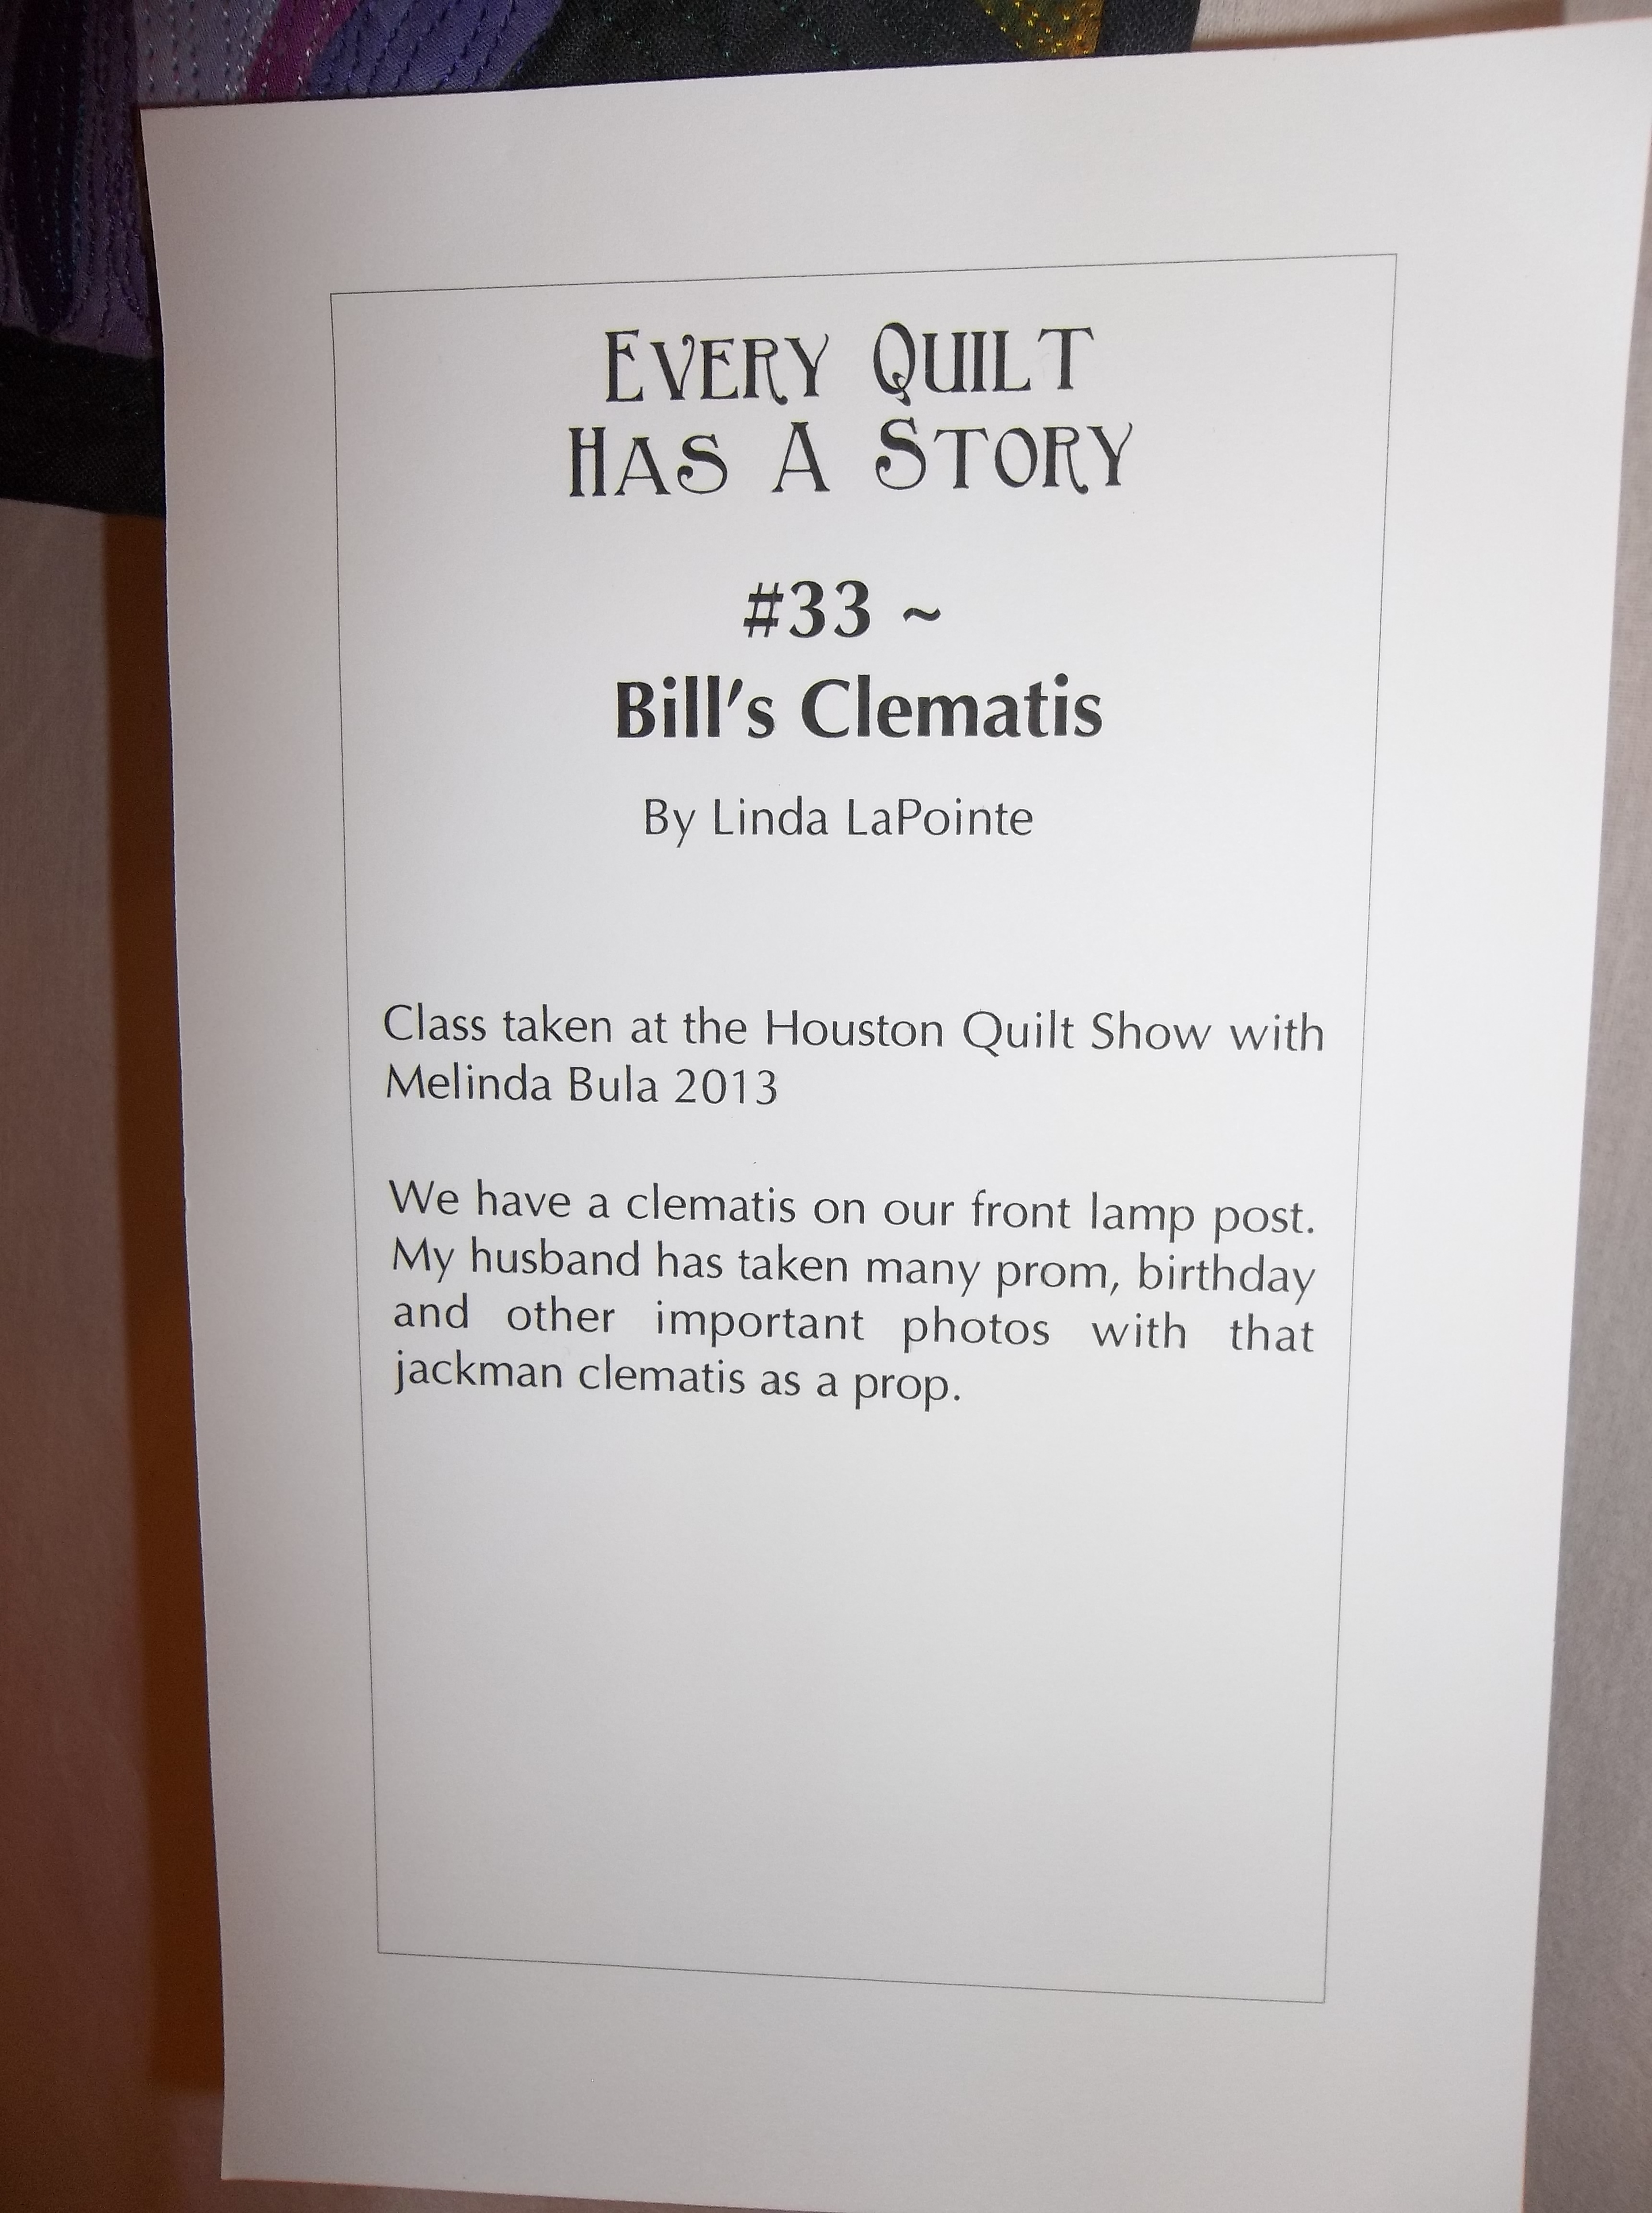 EVERY QUILT
HAS A STORY
#33 ~
Bill's Clematis
By Linda LaPointe
Class taken at the Houston Quilt Show with
Melinda Bula 2013
We have a clematis on our front lamp post.
My husband has taken many prom, birthday
and other important photos with that
jackman clematis as a prop.